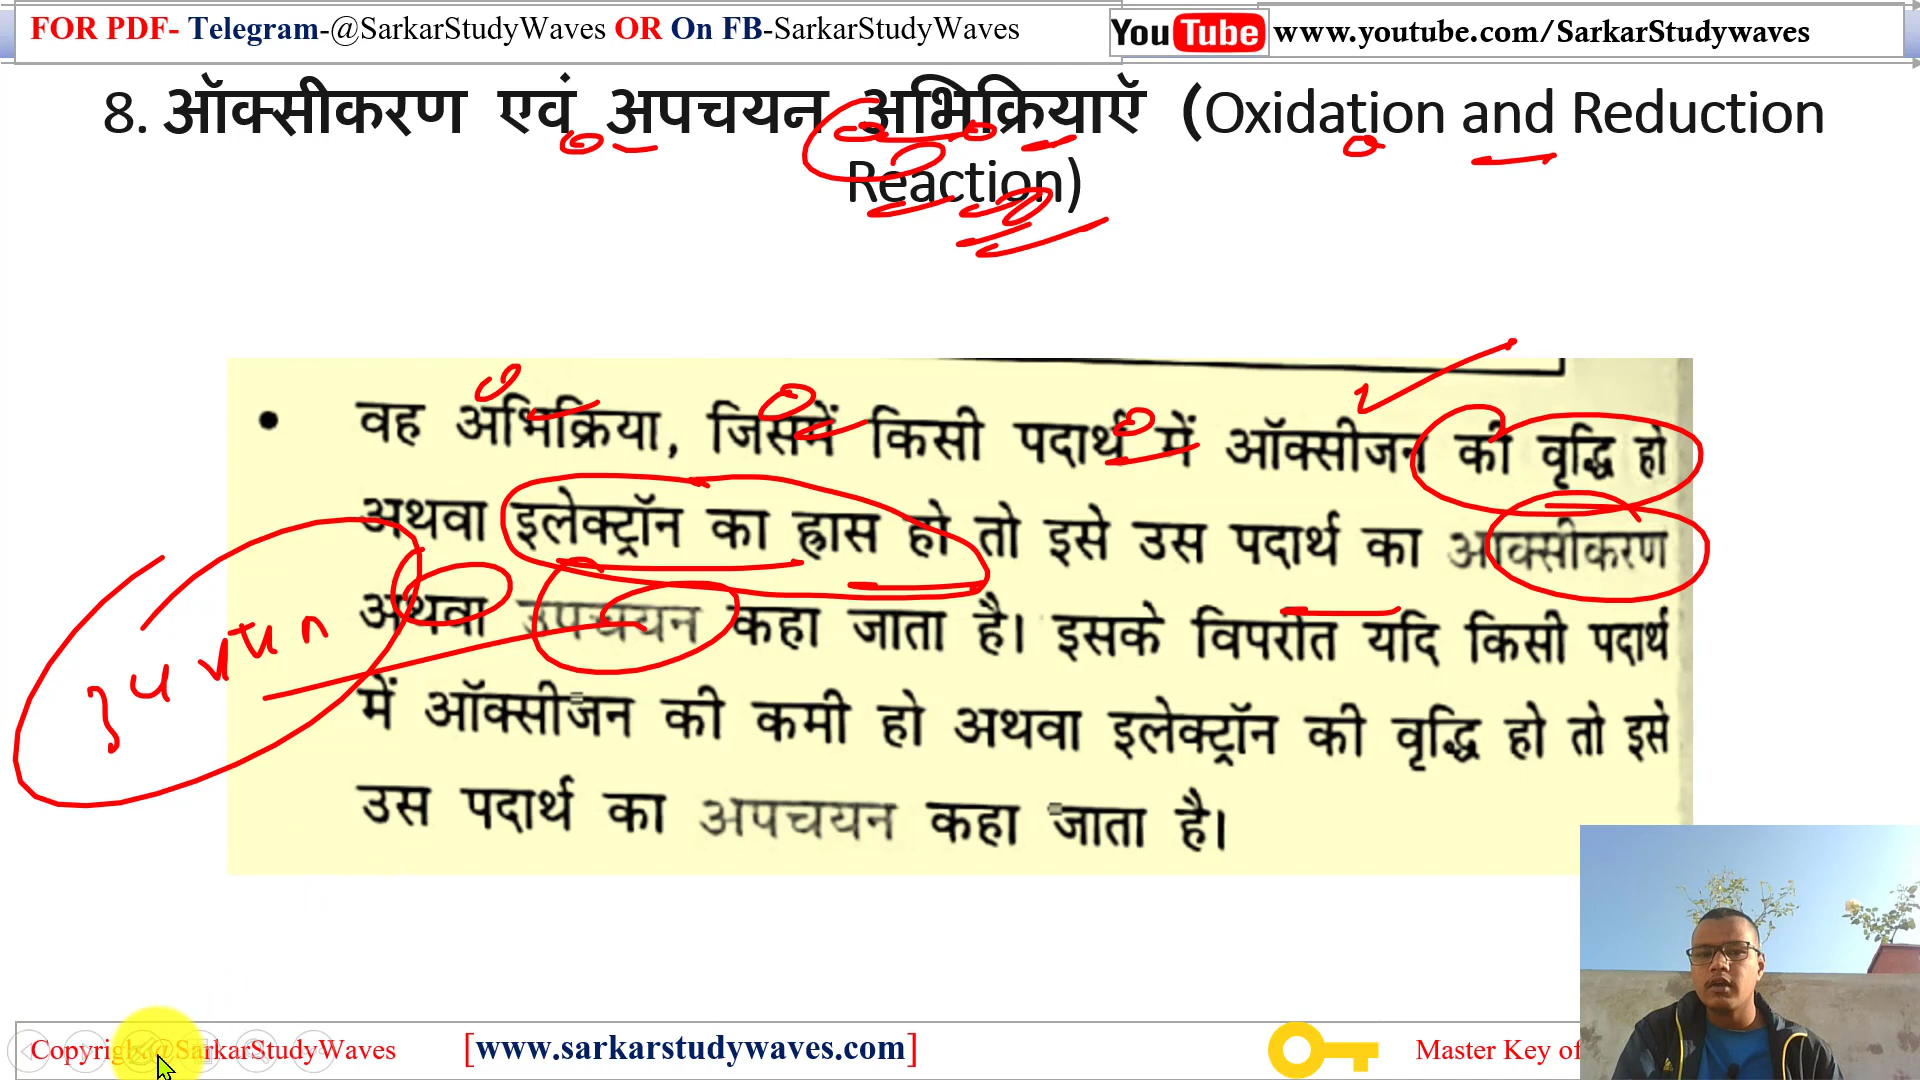 FOR PDF- Telegram-@SarkarStudyWaves OR On FB-SarkarStudyWaves
YouTube www.youtube.com/SarkarStudywaves
8. ऑक्सीकरण एवं अपचयन अभिक्रियाऍ (Oxidation and Reduction
Reaction)
• वह अभिक्रिया, जिसमें किसी पदार्थ में ऑक्सीजन की वृद्धि हो
अथवा इलेक्ट्रॉन का ह्रास हो तो इसे उस पदार्थ का आक्सीकरण
अथवा उपचयन कहा जाता है। इसके विपरीत यदि किसी पदार्थ
में ऑक्सीजन की कमी हो अथवा इलेक्ट्रॉन की वृद्धि हो तो इसे
उस पदार्थ का अपचयन कहा जाता है।
Copyright@SarkarStudyWaves
[www.sarkarstudywaves.com]
Master Key of